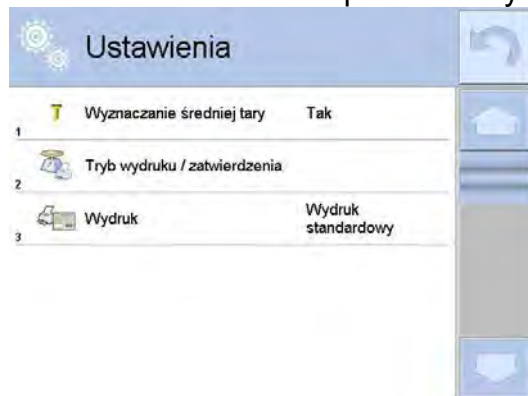 Ustawienia
1 Wyznaczanie średniej tary Tak
2 Tryb wydruku / zatwierdzenia
3 Wydruk Wydruk
standardowy